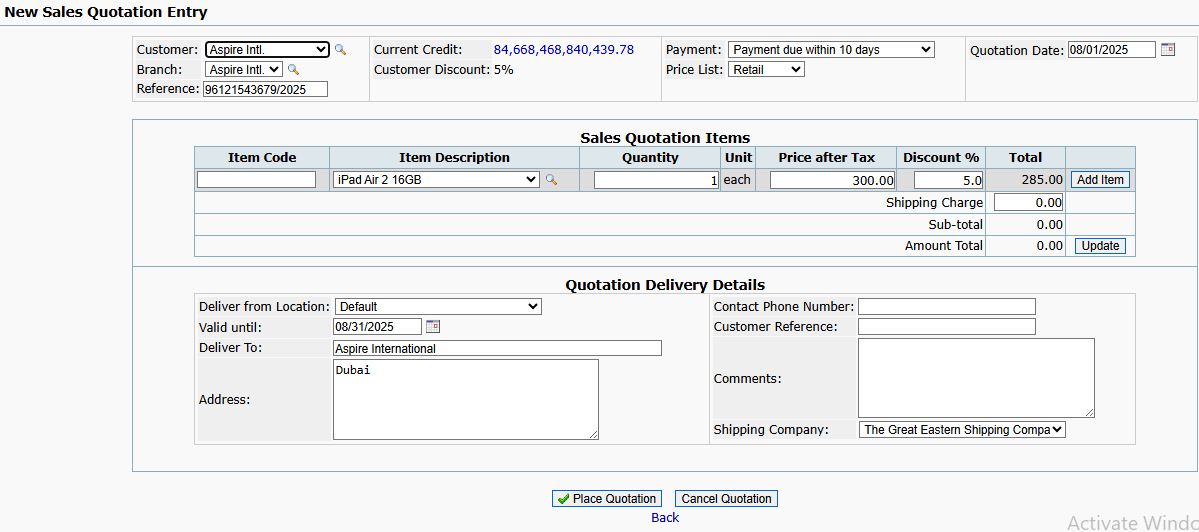 New Sales Quotation Entry
Customer: Aspire Intl. Current Credit: 84,668,468,840,439.78 Payment: Payment due within 10 days Quotation Date: 08/01/2025
Branch: Aspire Intl. Customer Discount: 5% Price List: Retail
Reference: 96121543679/2025
Sales Quotation Items
Item Code Item Description Quantity Unit Price after Tax Discount % Total
iPad Air 2 16GB 1 each 300.00 5.0 285.00 Add Item
Shipping Charge 0.00
Sub-total 0.00
Amount Total 0.00 Update
Quotation Delivery Details
Deliver from Location: Default Contact Phone Number:
Valid until: 08/31/2025 Customer Reference:
Deliver To: Aspire International
Address: Dubai
Comments:
Shipping Company: The Great Eastern Shipping Compa
Place Quotation Cancel Quotation
Back
Activate Windo